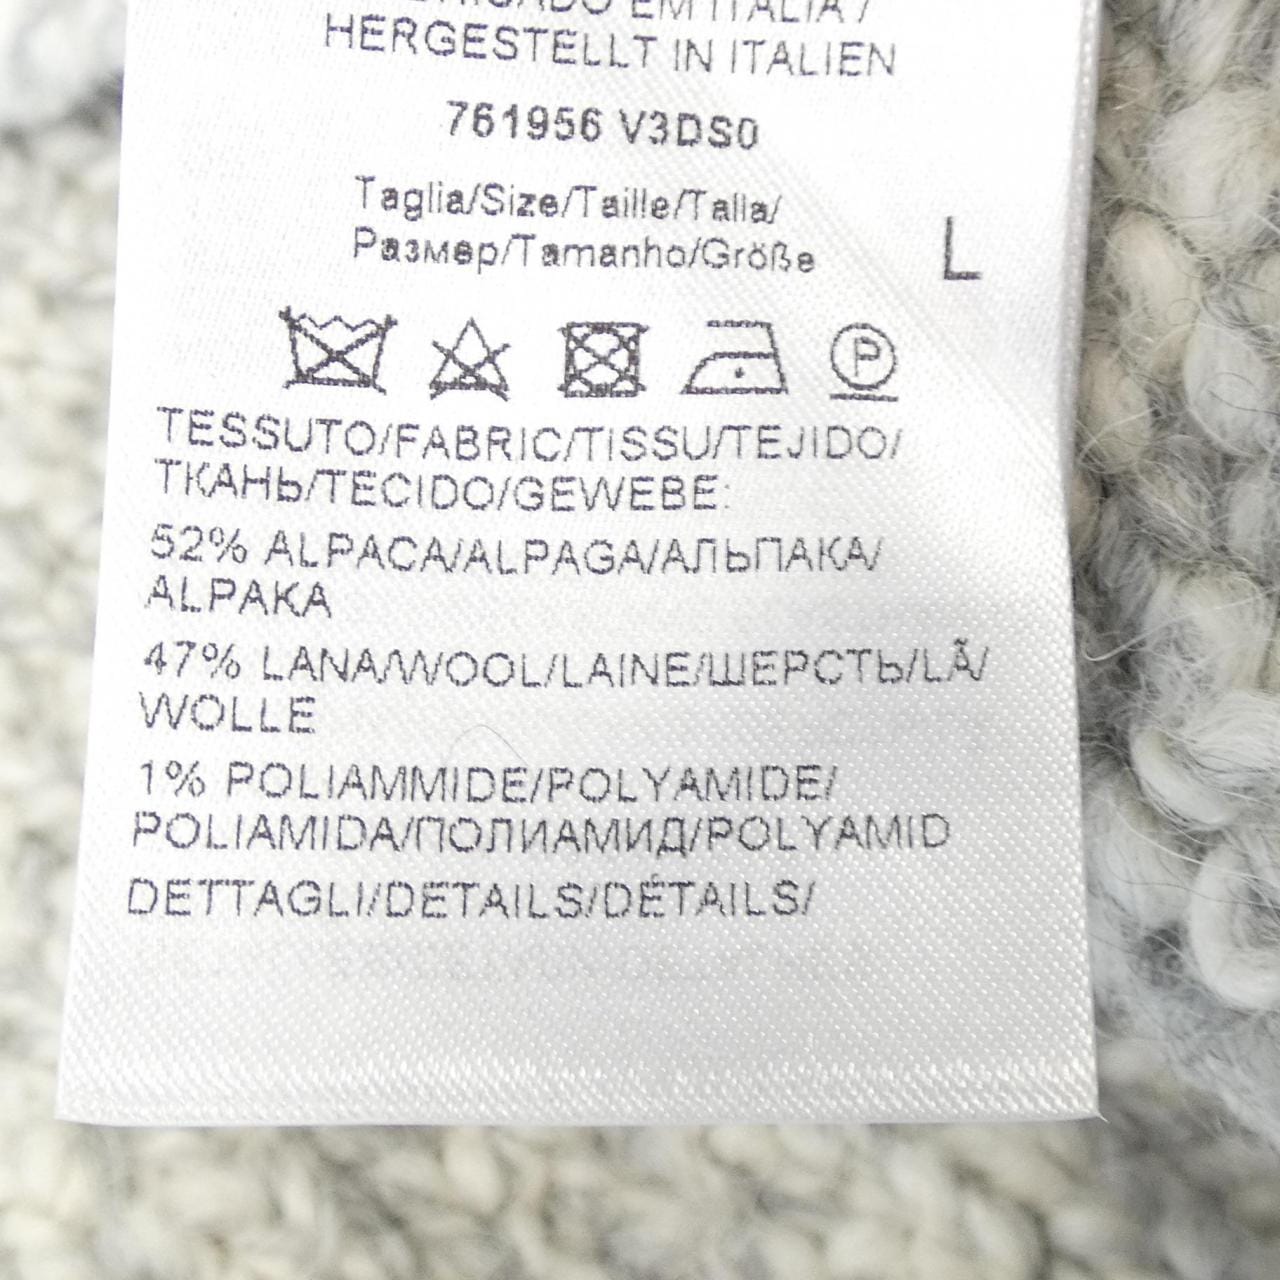 EM ITALIA /
HERGESTELLT IN ITALIEN
761956 V3DS0
Taglia/Size/Taille/Talla/
Размер/Tamanho/Größe
L
P
TESSUTO/FABRIC/TISSU/TEJIDO/
ТКАНЬ/TECIDO/GEWEBE:
52% ALPACA/ALPAGA/АЛЬПАКА/
ALPAKA
47% LANA/WOOL/LAINE/ШЕРСТЬ/LÃ/
WOLLE
1% POLIAMMIDE/POLYAMIDE/
POLIAMIDA/ПОЛИАМИД/POLYAMID
DETTAGLI/DETAILS/DÉTAILS/